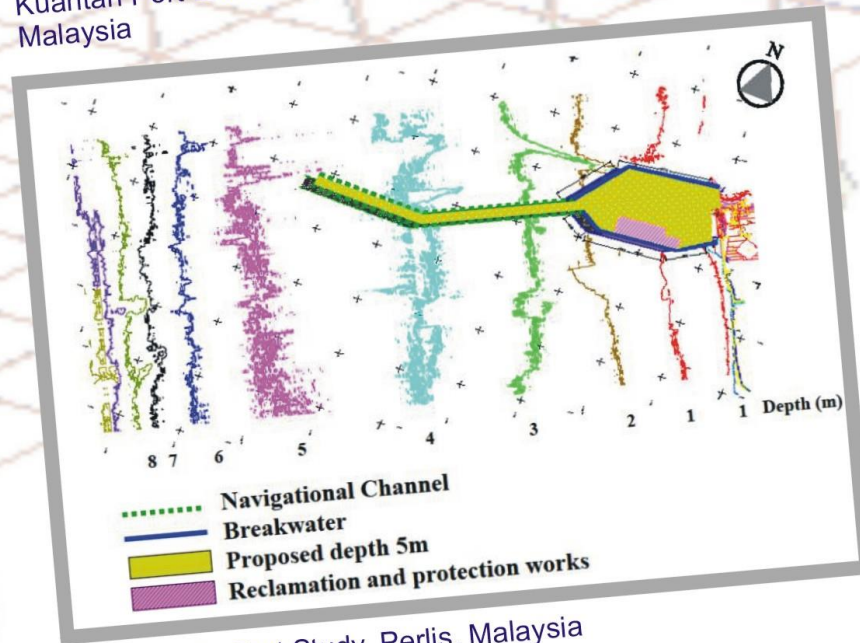 Kuantan
Malaysia
N
8 7 6 5 4 3 2 1 1 Depth (m)
Navigational Channel
Breakwater
Proposed depth 5m
Reclamation and protection works
Study, Perlis, Malaysia